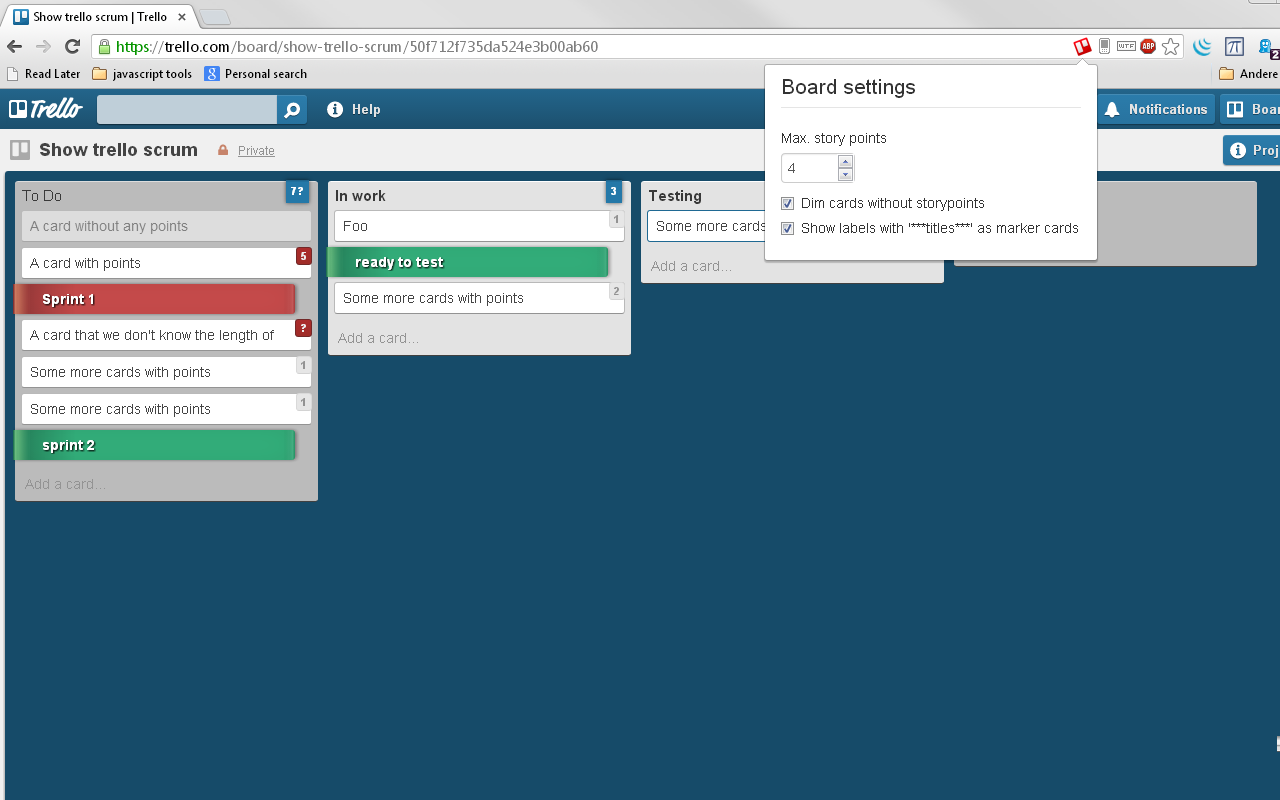 Show trello scrum | Trello
https://trello.com/board/show-trello-scrum/50f712f735da524e3b00ab60
WTF
ABP
π
2
Read Later
javascript tools
g
Personal search
Andere
Trello
Help
Notifications
Boar
Show trello scrum
Private
Proj
Board settings
Max. story points
4
Dim cards without storypoints
Show labels with '***titles***' as marker cards
To Do
7?
A card without any points
A card with points
5
Sprint 1
A card that we don't know the length of
?
Some more cards with points
1
Some more cards with points
1
sprint 2
Add a card...
In work
3
Foo
1
ready to test
Some more cards with points
2
Add a card...
Testing
Some more cards
Add a card...